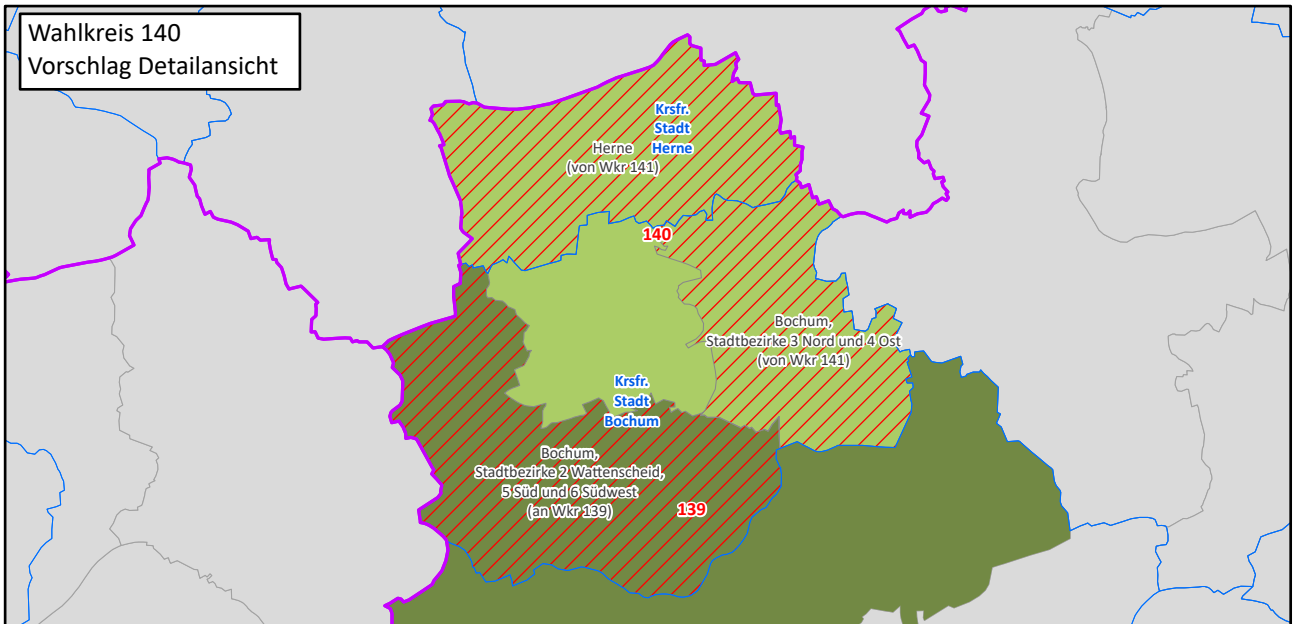 Wahlkreis 140
Vorschlag Detailansicht
Krsfr.
Stadt
Herne
Herne
(von Wkr 141)
140
Bochum,
Stadtbezirke 3 Nord und 4 Ost
(von Wkr 141)
Krsfr.
Stadt
Bochum
Bochum,
Stadtbezirke 2 Wattenscheid,
5 Süd und 6 Südwest
(an Wkr 139)
139